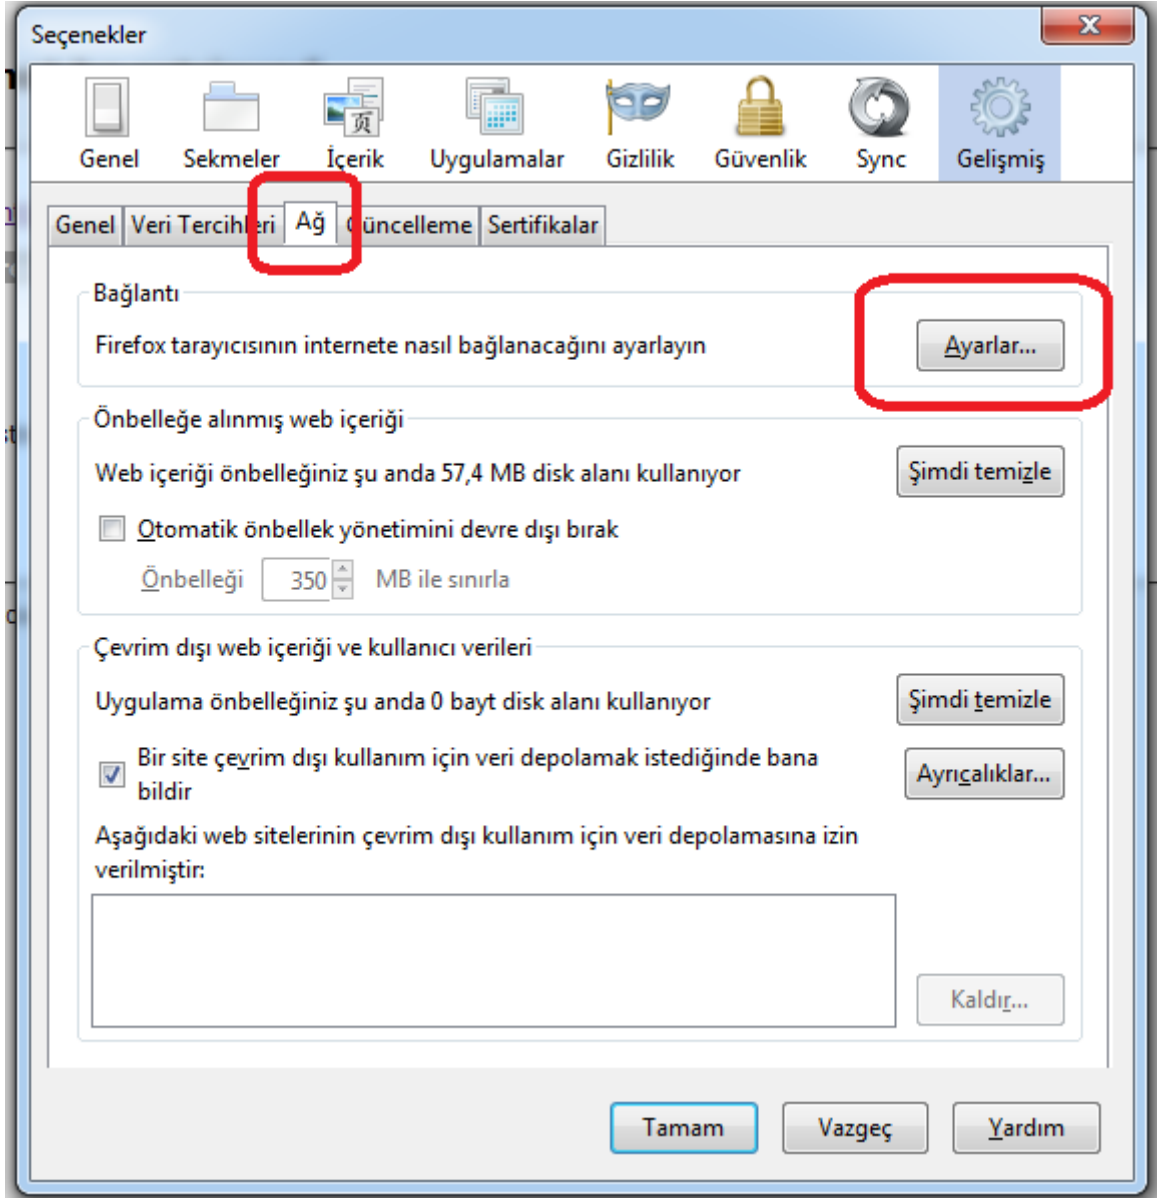 Seçenekler
Genel Sekmeler İçerik Uygulamalar Gizlilik Güvenlik Sync Gelişmiş
Genel Veri Tercihleri Ağ Güncelleme Sertifikalar
Bağlantı
Firefox tarayıcısının internete nasıl bağlanacağını ayarlayın Ayarlar...
Önbelleğe alınmış web içeriği
Web içeriği önbelleğiniz şu anda 57,4 MB disk alanı kullanıyor Şimdi temizle
Otomatik önbellek yönetimini devre dışı bırak
Önbelleği 350 MB ile sınırla
Çevrim dışı web içeriği ve kullanıcı verileri
Uygulama önbelleğiniz şu anda 0 bayt disk alanı kullanıyor Şimdi temizle
Bir site çevrim dışı kullanım için veri depolamak istediğinde bana
bildir Ayrıcalıklar...
Aşağıdaki web sitelerinin çevrim dışı kullanım için veri depolamasına izin
verilmiştir:
Kaldır...
Tamam Vazgeç Yardım